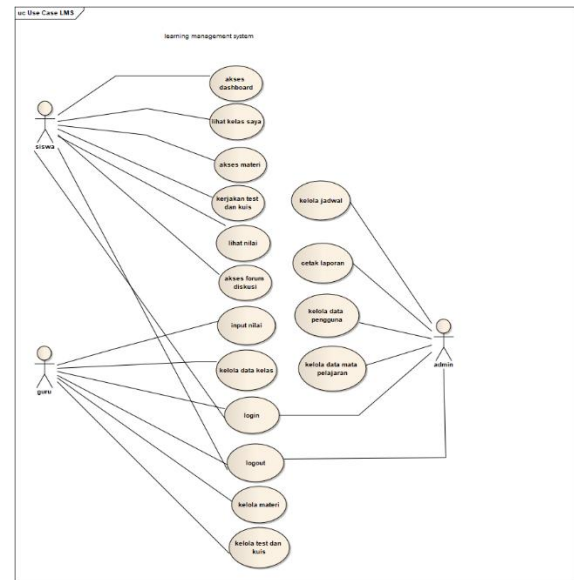 uc Use Case LMS
learning management system
akses
dashboard
lihat kelas saya
siswa
akses materi
kerjakan test
dan kuis
kelola jadwal
lihat nilai
cetak laporan
akses forum
diskusi
kelola data
pengguna
input nilai
guru
admin
kelola data kelas
kelola data mata
pelajaran
login
logout
kelola materi
kelola test dan
kuis